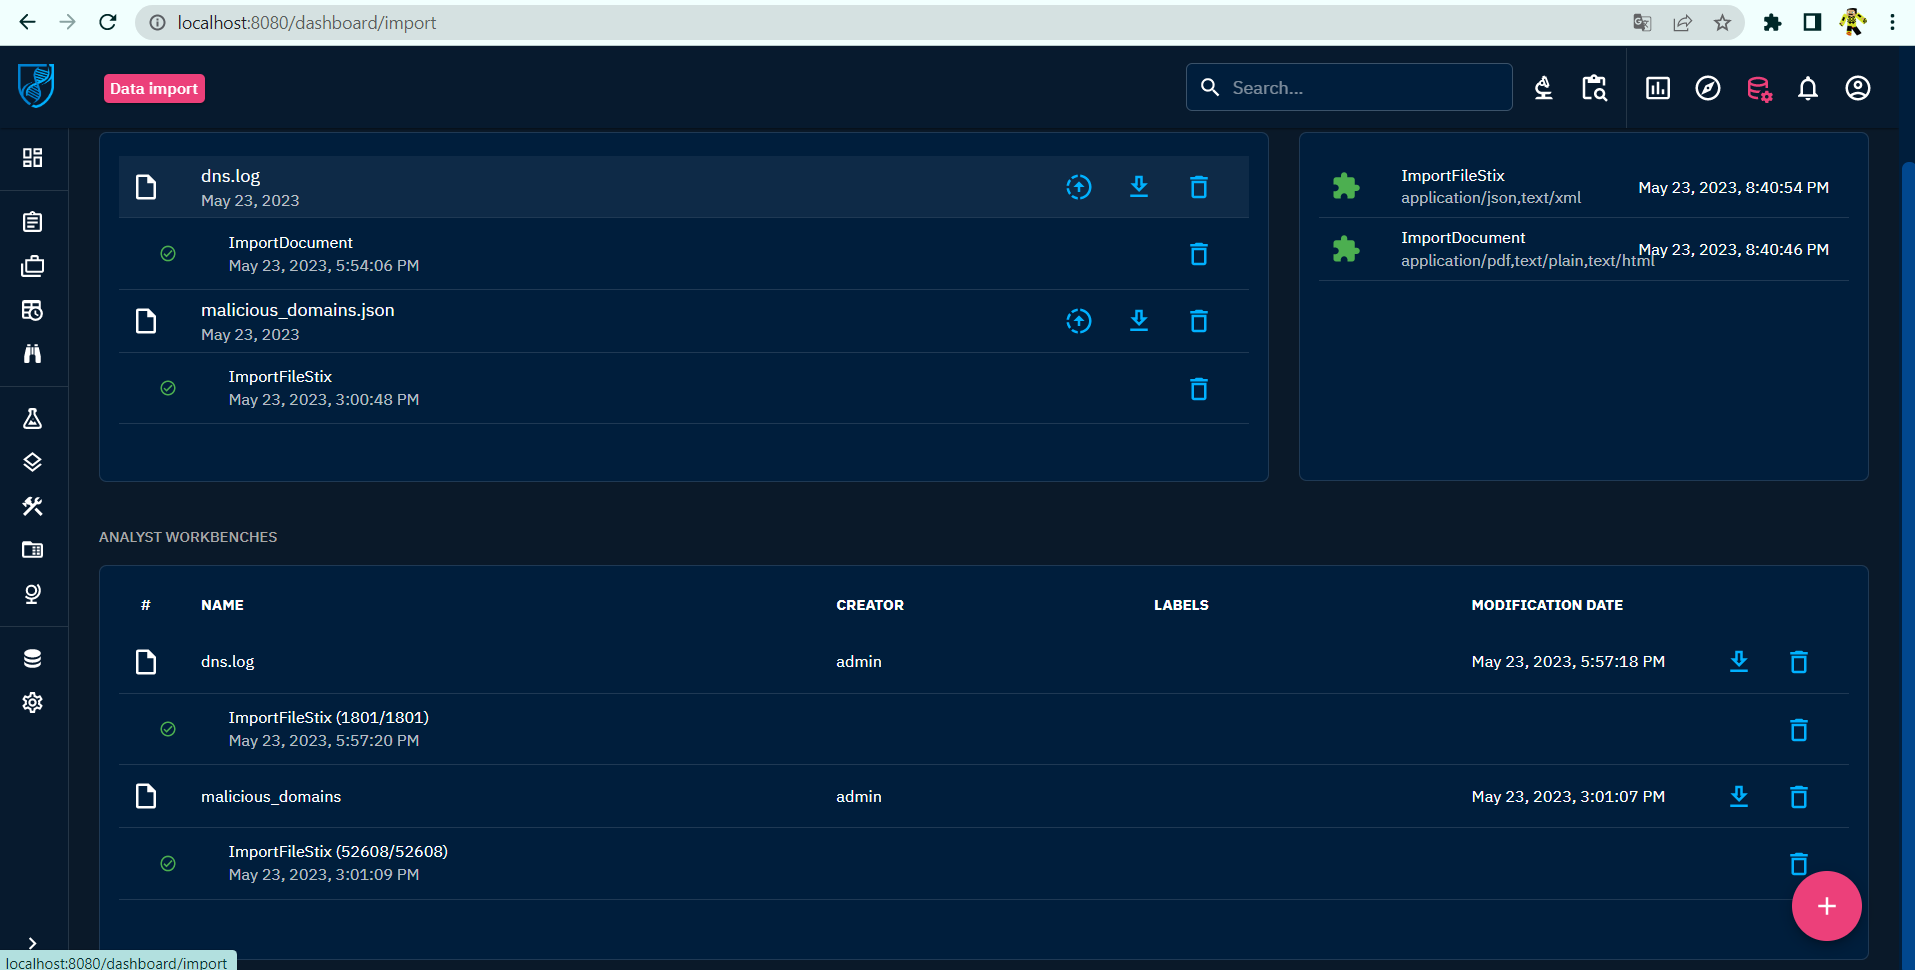 localhost:8080/dashboard/import
Data import
Search...
dns.log
May 23, 2023
ImportDocument
May 23, 2023, 5:54:06 PM
malicious_domains.json
May 23, 2023
ImportFileStix
May 23, 2023, 3:00:48 PM
ImportFileStix
application/json,text/xml
May 23, 2023, 8:40:54 PM
ImportDocument
application/pdf,text/plain,text/html
May 23, 2023, 8:40:46 PM
ANALYST WORKBENCHES
# NAME CREATOR LABELS MODIFICATION DATE
dns.log admin May 23, 2023, 5:57:18 PM
ImportFileStix (1801/1801)
May 23, 2023, 5:57:20 PM
malicious_domains admin May 23, 2023, 3:01:07 PM
ImportFileStix (52608/52608)
May 23, 2023, 3:01:09 PM
localhost:8080/dashboard/import